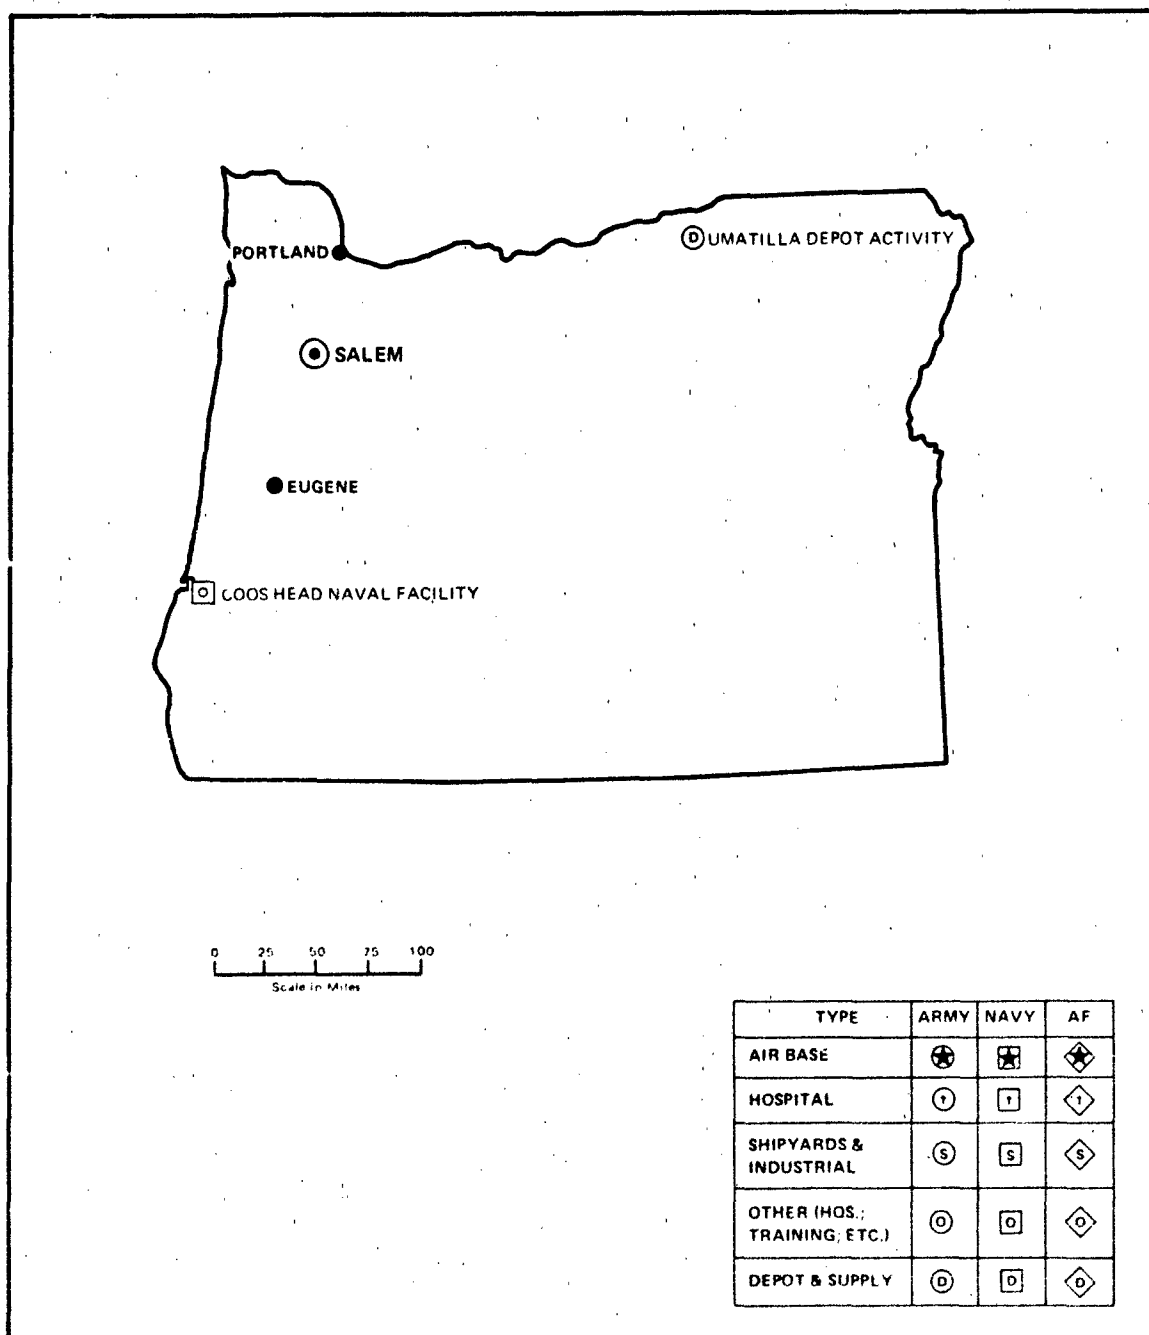 D UMATILLA DEPOT ACTIVITY
PORTLAND
SALEM
EUGENE
O COOS HEAD NAVAL FACILITY
0 25 50 75 100
Scale in Miles
TYPE ARMY NAVY AF
AIR BASE
HOSPITAL
SHIPYARDS &
INDUSTRIAL S S S
OTHER (HQS.;
TRAINING; ETC.) O O O
DEPOT & SUPPLY D D D